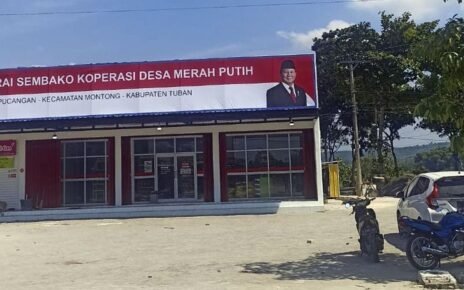 RAI SEMBAKO KOPERASI DESA MERAH PUTIH
PUCANGAN - KECAMATAN MONTONG - KABUPATEN TUBAN